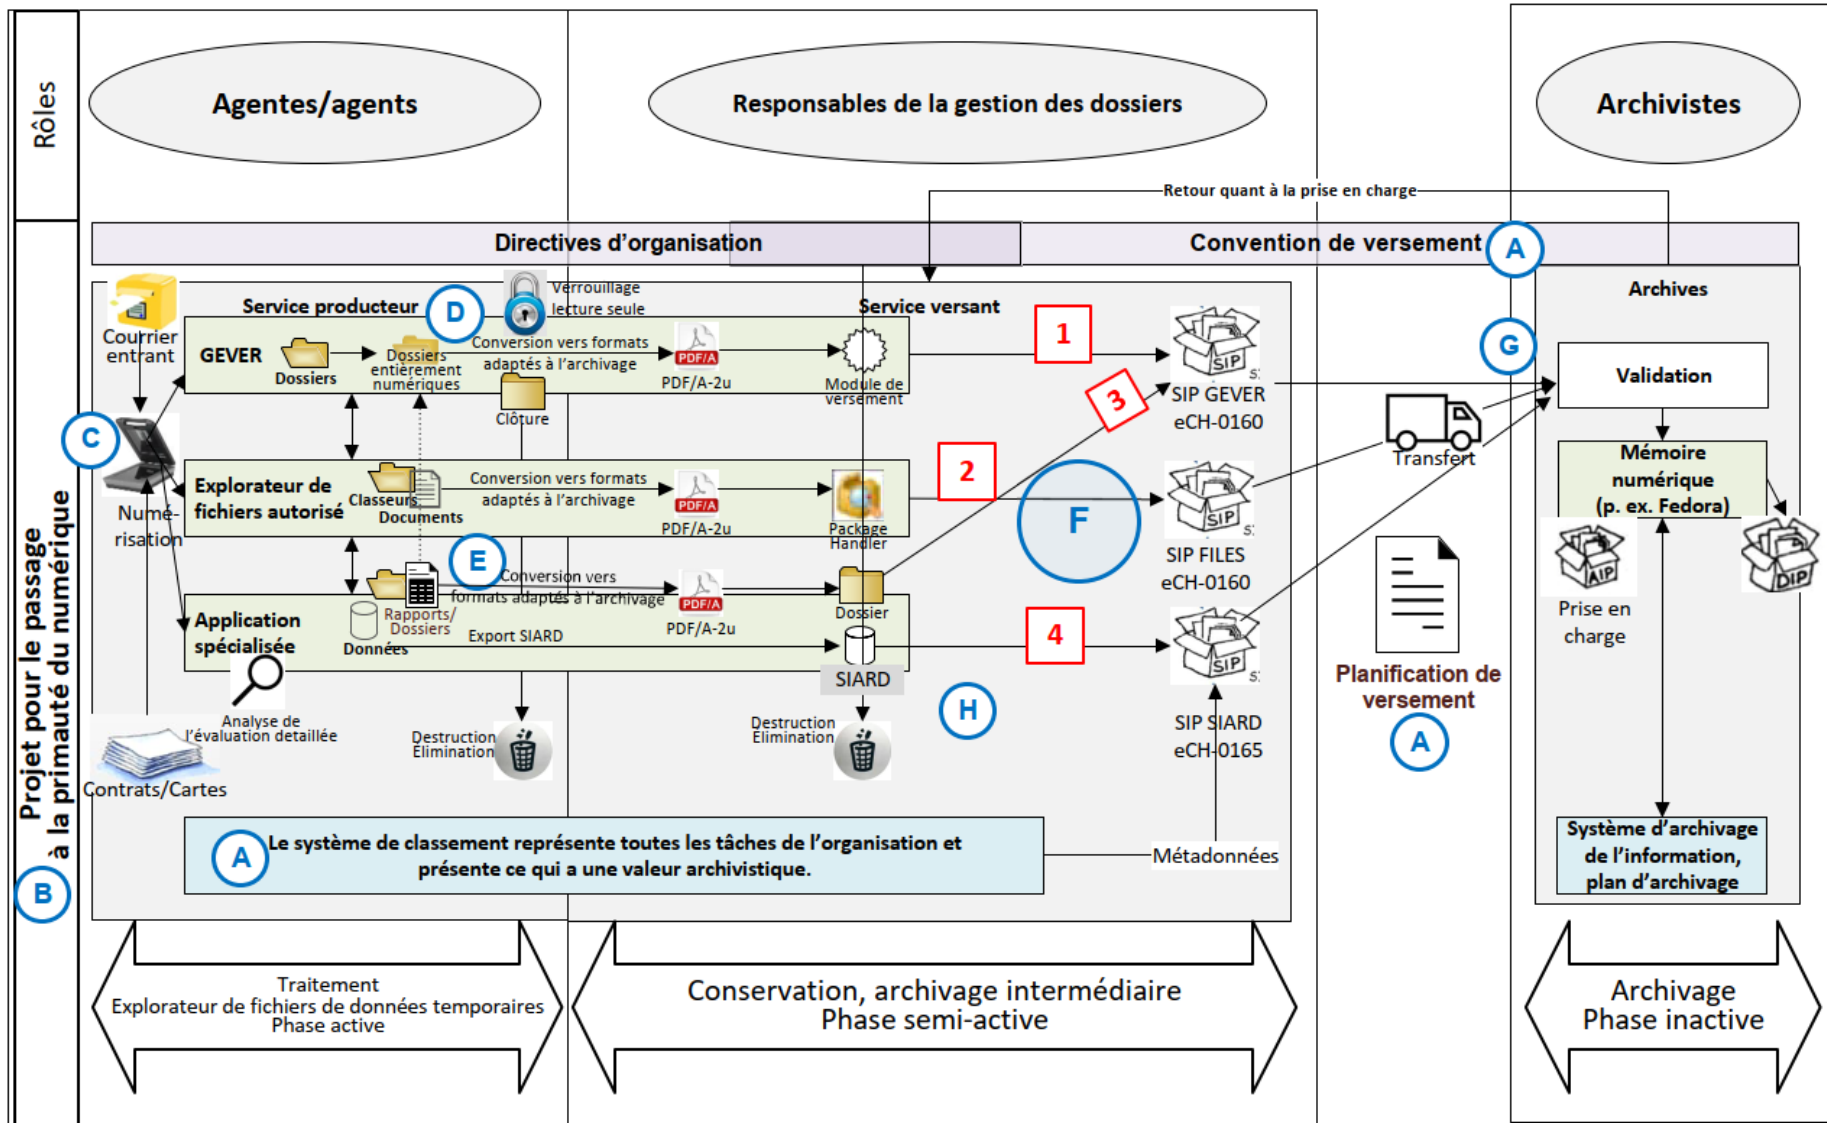 Rôles
Agentes/agents
Responsables de la gestion des dossiers
Archivistes
Retour quant à la prise en charge
Directives d'organisation
Convention de versement
A
Projet pour le passage
à la primauté du numérique
B
Courrier
entrant
C
Numé-
risation
Contrats/Cartes
Service producteur
D
Verrouillage
lecture seule
Service versant
GEVER
Dossiers
Dossiers
entièrement
numériques
Conversion vers formats
adaptés à l'archivage
Clôture
PDF/A
PDF/A-2u
Module de
versement
1
SIP
SIP GEVER
eCH-0160
3
Explorateur de
fichiers autorisé
Classeurs
Documents
Conversion vers formats
adaptés à l'archivage
PDF/A
PDF/A-2u
Package
Handler
2
F
SIP
SIP FILES
eCH-0160
E
Application
spécialisée
Rapports/
Dossiers
Données
Conversion vers
formats adaptés à l'archivage
PDF/A
PDF/A-2u
Dossier
Export SIARD
SIARD
4
SIP
SIP SIARD
eCH-0165
Analyse de
l'évaluation detaillée
Destruction
Elimination
Destruction
Elimination
H
A
Le système de classement représente toutes les tâches de l'organisation et
présente ce qui a une valeur archivistique.
Métadonnées
Transfert
Planification de
versement
A
Archives
G
Validation
Mémoire
numérique
(p. ex. Fedora)
AIP
DIP
Prise en
charge
Système d'archivage
de l'information,
plan d'archivage
Traitement
Explorateur de fichiers de données temporaires
Phase active
Conservation, archivage intermédiaire
Phase semi-active
Archivage
Phase inactive